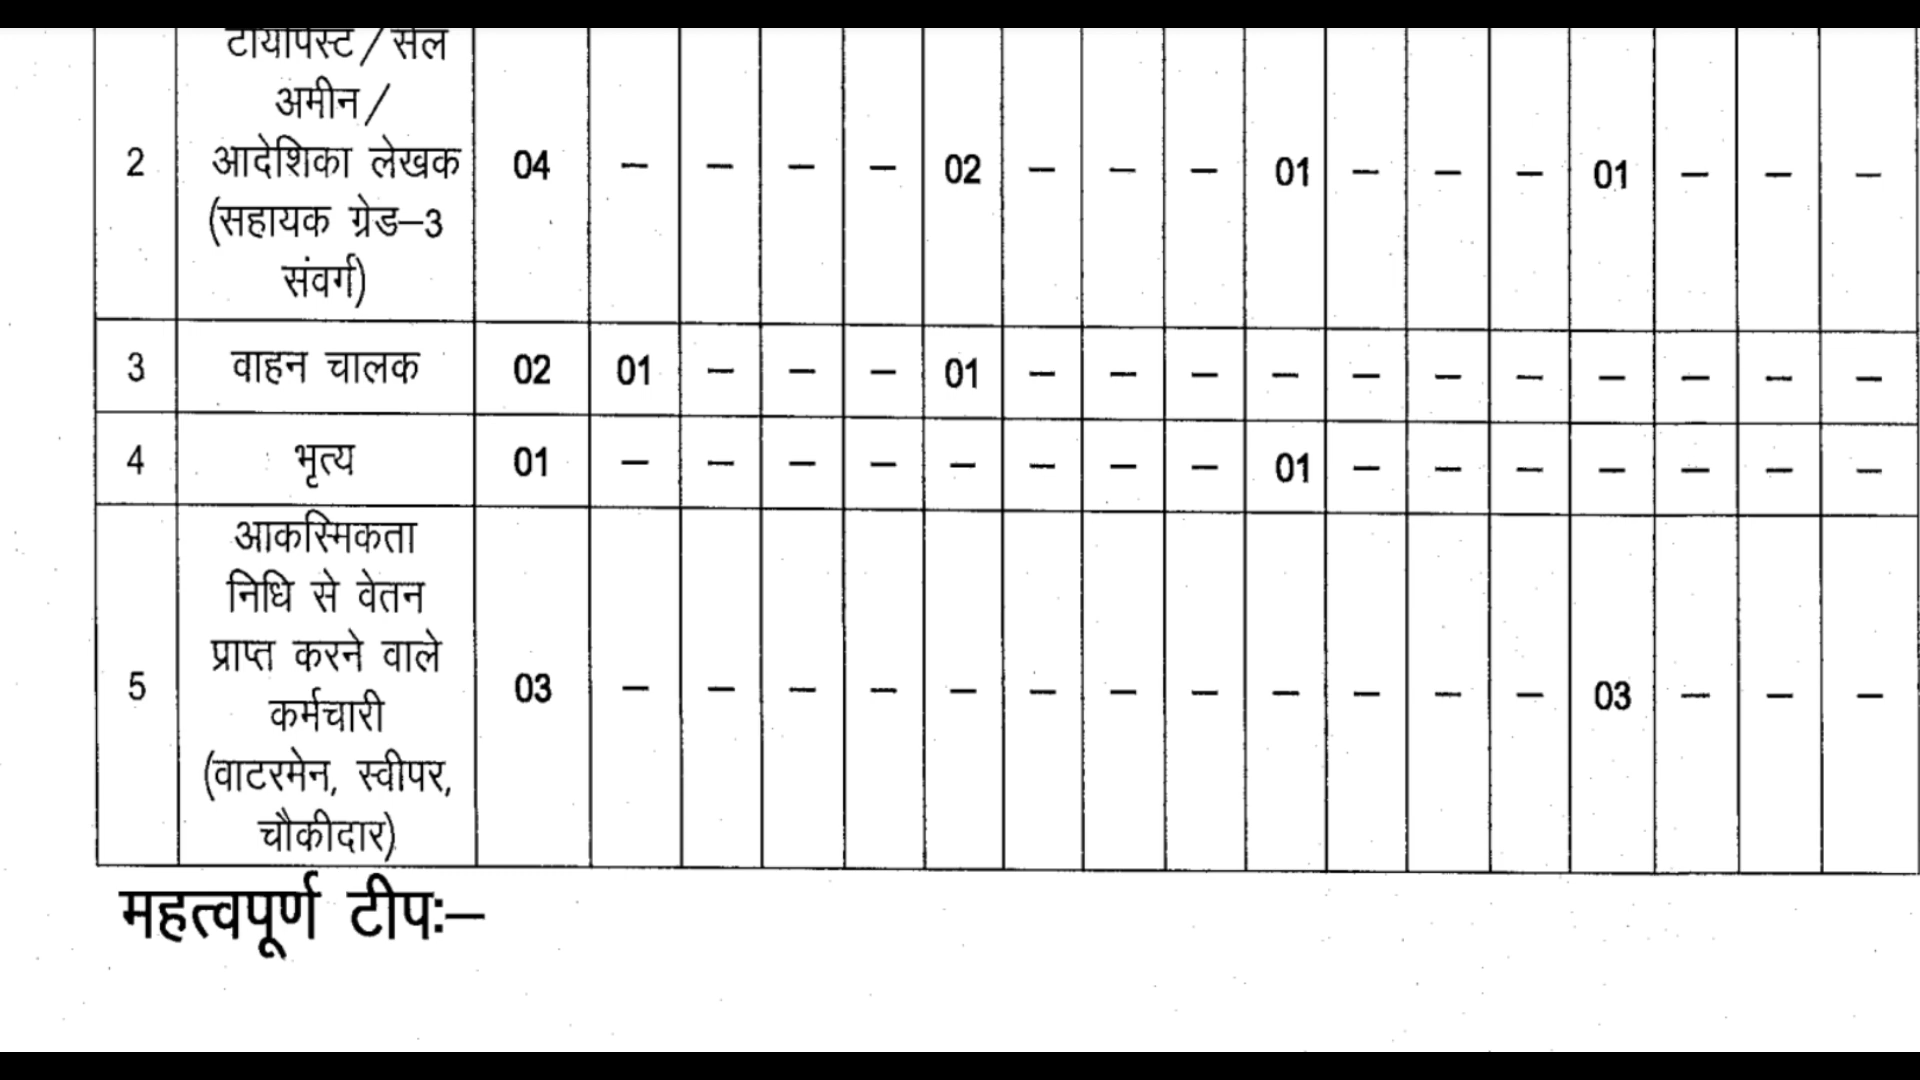 टायपिस्ट/सेल
अमीन/
2 आदेशिका लेखक 04 – – – – 02 – – – 01 – – – 01 – – –
(सहायक ग्रेड–3
संवर्ग)
3 वाहन चालक 02 01 – – – 01 – – – – – – – – – – –
4 भृत्य 01 – – – – – – – – 01 – – – – – – –
आकस्मिकता
निधि से वेतन
प्राप्त करने वाले
5 कर्मचारी 03 – – – – – – – – – – – – 03 – – –
(वाटरमेन, स्वीपर,
चौकीदार)
महत्वपूर्ण टीपः–